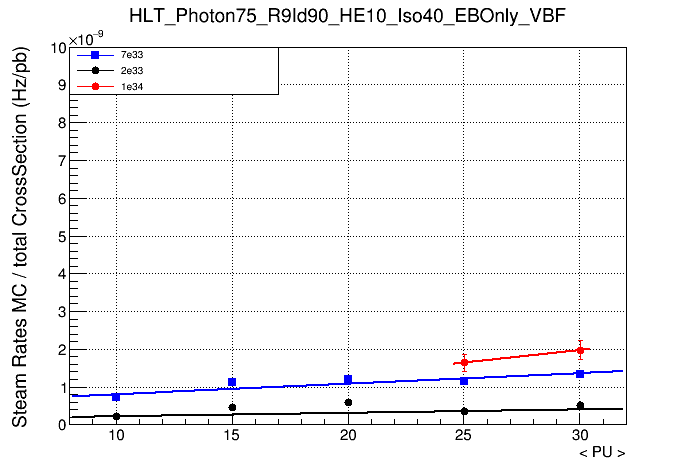 HLT_Photon75_R9Id90_HE10_Iso40_EBOnly_VBF
×10⁻⁹
7e33
2e33
1e34
Steam Rates MC / total CrossSection (Hz/pb)
10
9
8
7
6
5
4
3
2
1
0
10 15 20 25 30
< PU >